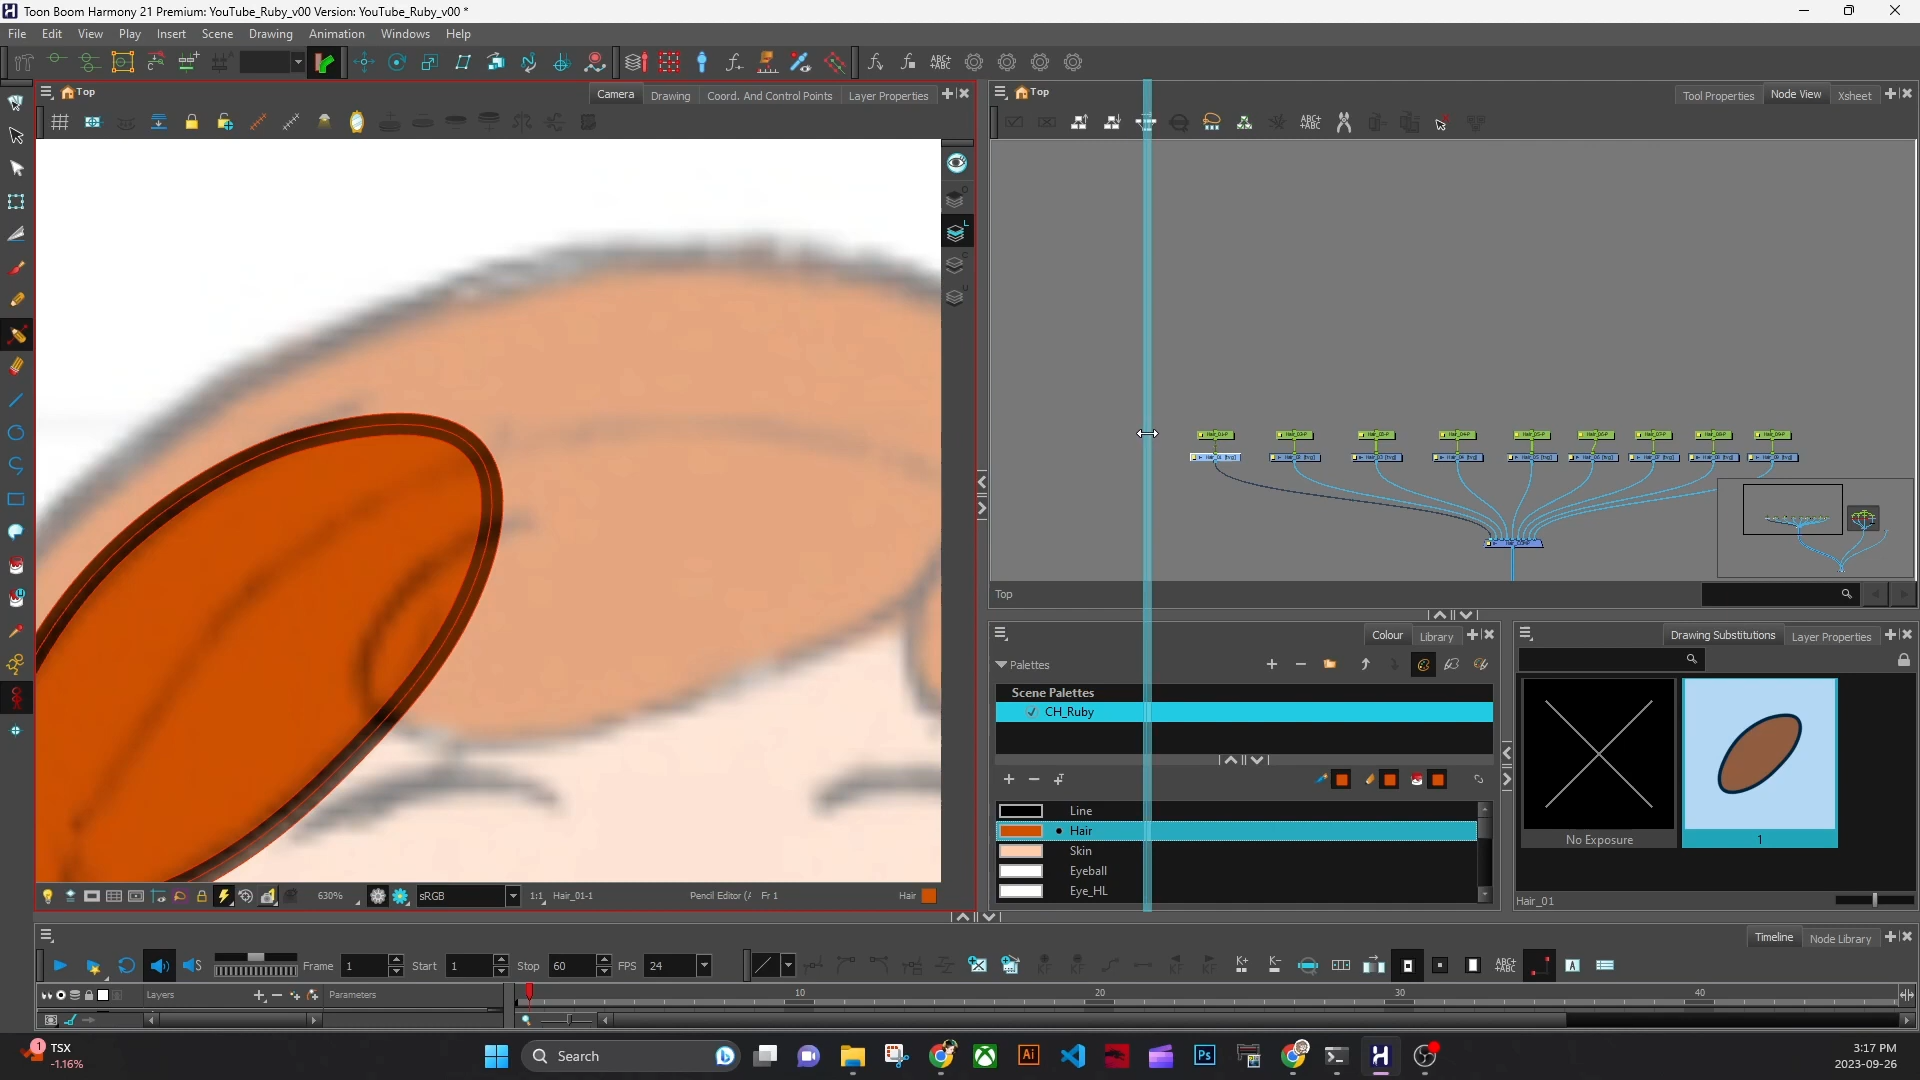 Toon Boom Harmony 21 Premium: YouTube_Ruby_v00 Version: YouTube_Ruby_v00 *
File Edit View Play Insert Scene Drawing Animation Windows Help
Top
Camera Drawing Coord. And Control Points Layer Properties
Top
Tool Properties Node View Xsheet
Top
Colour Library
Palettes
Scene Palettes
CH_Ruby
Line
Hair
Skin
Eyeball
Eye_HL
Drawing Substitutions Layer Properties
No Exposure
1
Hair_01
630% sRGB 1:1 Hair_01-1 Pencil Editor (A Fr 1 Hair
Timeline Node Library
Frame 1 Start 1 Stop 60 FPS 24
Layers Parameters
10 20 30 40
1 TSX
-1.16%
Search
3:17 PM
2023-09-26